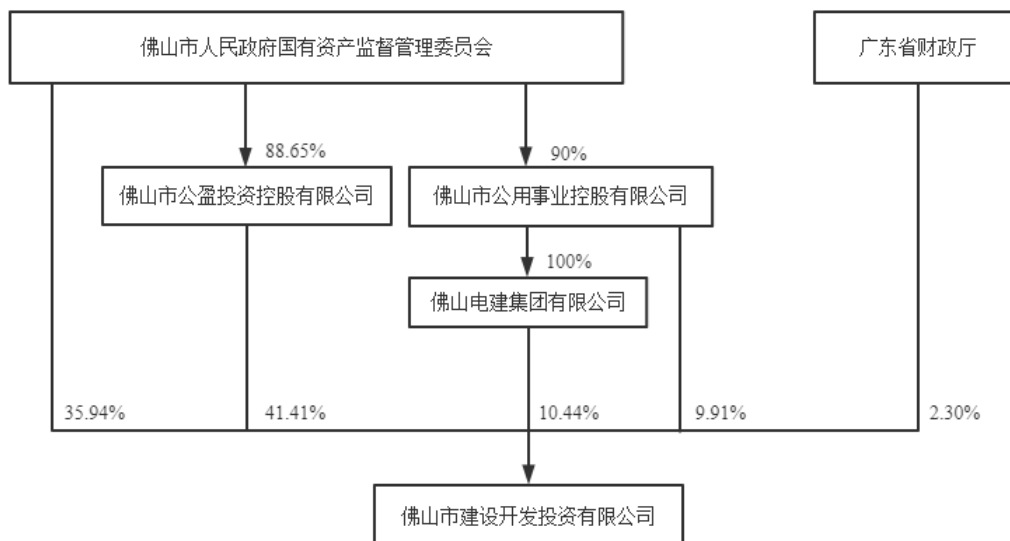 佛山市人民政府国有资产监督管理委员会
广东省财政厅
88.65%
90%
佛山市公盈投资控股有限公司
佛山市公用事业控股有限公司
100%
佛山电建集团有限公司
35.94%
41.41%
10.44%
9.91%
2.30%
佛山市建设开发投资有限公司